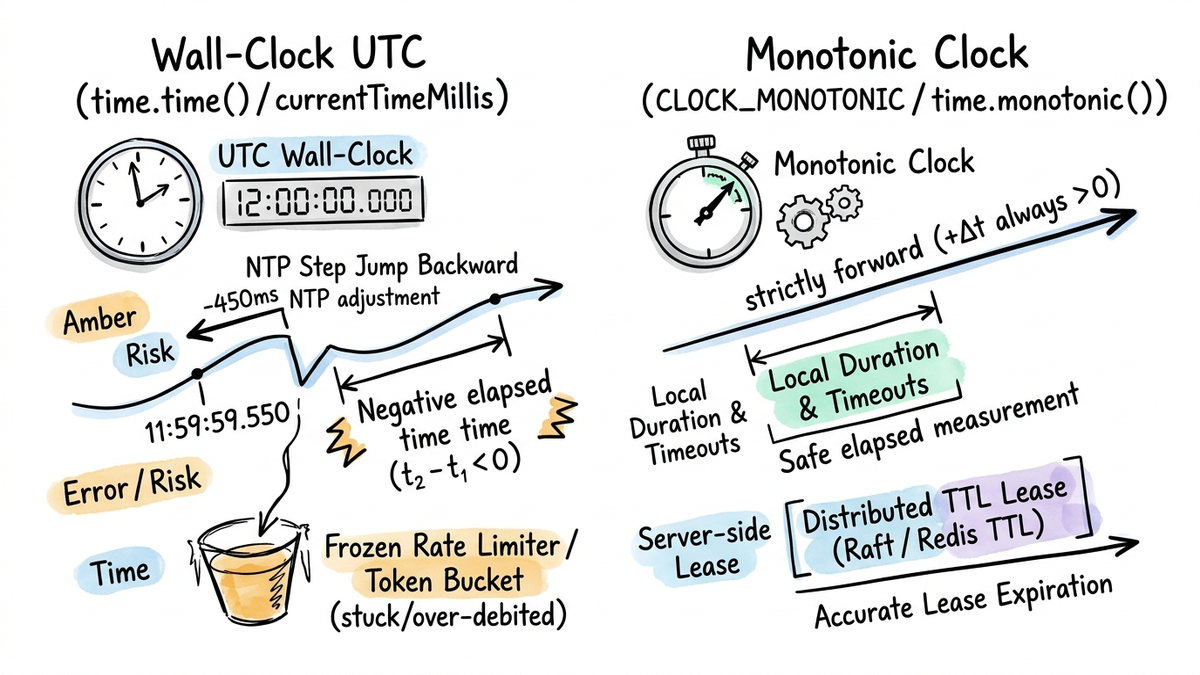 Wall-Clock UTC
(time.time() / currentTimeMillis)
UTC Wall-Clock
12:00:00.000
NTP Step Jump Backward
-450ms NTP adjustment
Amber
Risk
11:59:59.550
Negative elapsed
time time
(t₂-t₁<0)
Error/Risk
Time
Frozen Rate Limiter/
Token Bucket
(stuck/over-debited)
Monotonic Clock
(CLOCK_MONOTONIC / time.monotonic())
Monotonic Clock
strictly forward (+Δt always >0)
Local
Duration &
Timeouts
Local Duration
& Timeouts
Safe elapsed measurement
Server-side
Lease
Distributed TTL Lease
(Raft / Redis TTL)
Accurate Lease Expiration